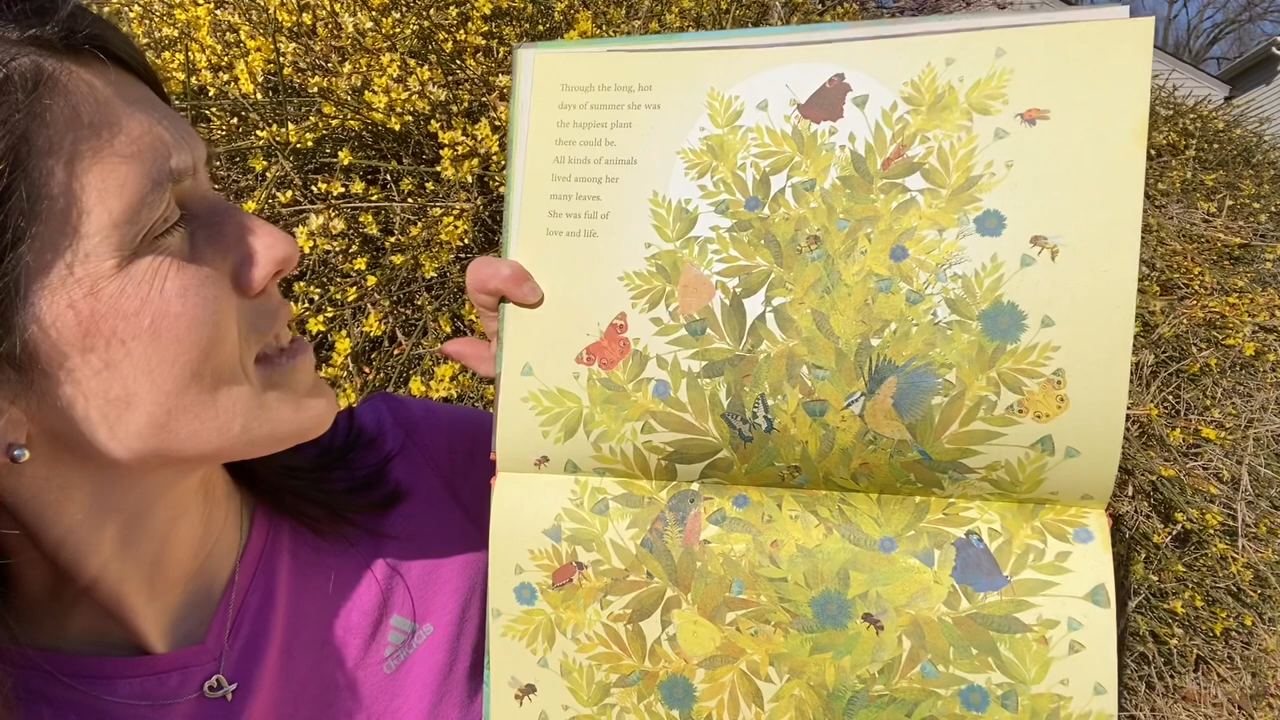 Through the long, hot
days of summer she was
the happiest plant
there could be.
All kinds of animals
lived among her
many leaves.
She was full of
love and life.
adidas